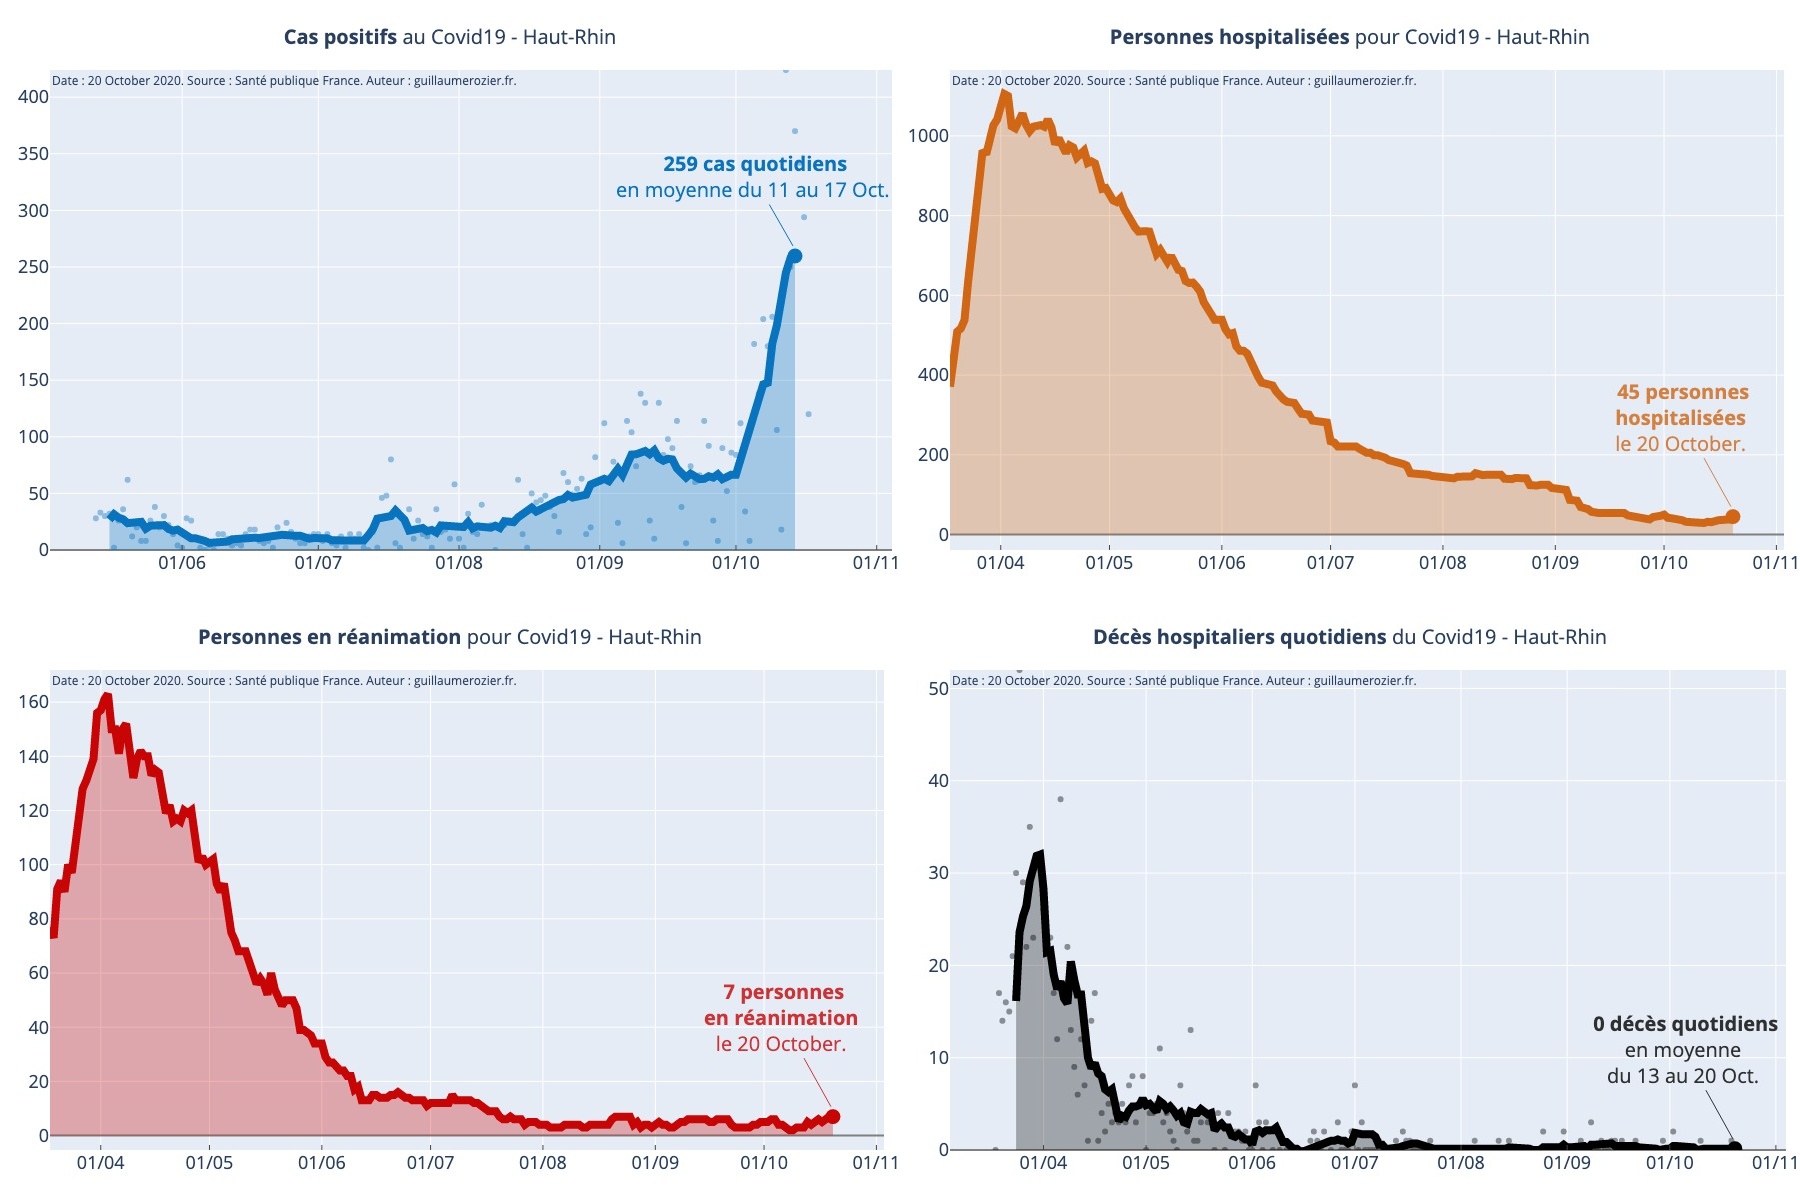 Cas positifs au Covid19 - Haut-Rhin
Date : 20 October 2020. Source : Santé publique France. Auteur : guillaumerozier.fr.
400
350
300
250
200
150
100
50
0
259 cas quotidiens
en moyenne du 11 au 17 Oct.
01/06 01/07 01/08 01/09 01/10 01/11
Personnes hospitalisées pour Covid19 - Haut-Rhin
Date : 20 October 2020. Source : Santé publique France. Auteur : guillaumerozier.fr.
1000
800
600
400
200
0
45 personnes
hospitalisées
le 20 October.
01/04 01/05 01/06 01/07 01/08 01/09 01/10 01/11
Personnes en réanimation pour Covid19 - Haut-Rhin
Date : 20 October 2020. Source : Santé publique France. Auteur : guillaumerozier.fr.
160
140
120
100
80
60
40
20
0
7 personnes
en réanimation
le 20 October.
01/04 01/05 01/06 01/07 01/08 01/09 01/10 01/11
Décès hospitaliers quotidiens du Covid19 - Haut-Rhin
Date : 20 October 2020. Source : Santé publique France. Auteur : guillaumerozier.fr.
50
40
30
20
10
0
0 décès quotidiens
en moyenne
du 13 au 20 Oct.
01/04 01/05 01/06 01/07 01/08 01/09 01/10 01/11